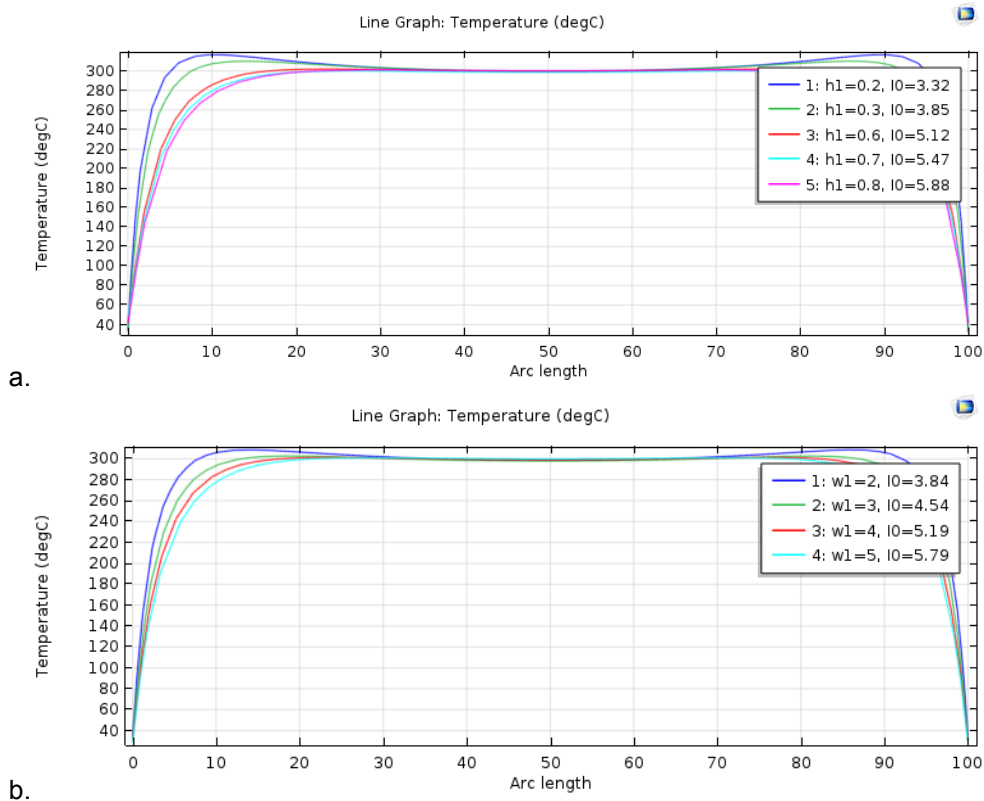 Line Graph: Temperature (degC)
Temperature (degC)
300
280
260
240
220
200
180
160
140
120
100
80
60
40
1: h1=0.2, I0=3.32
2: h1=0.3, I0=3.85
3: h1=0.6, I0=5.12
4: h1=0.7, I0=5.47
5: h1=0.8, I0=5.88
0 10 20 30 40 50 60 70 80 90 100
Arc length
a.
Line Graph: Temperature (degC)
Temperature (degC)
300
280
260
240
220
200
180
160
140
120
100
80
60
40
1: w1=2, I0=3.84
2: w1=3, I0=4.54
3: w1=4, I0=5.19
4: w1=5, I0=5.79
0 10 20 30 40 50 60 70 80 90 100
Arc length
b.